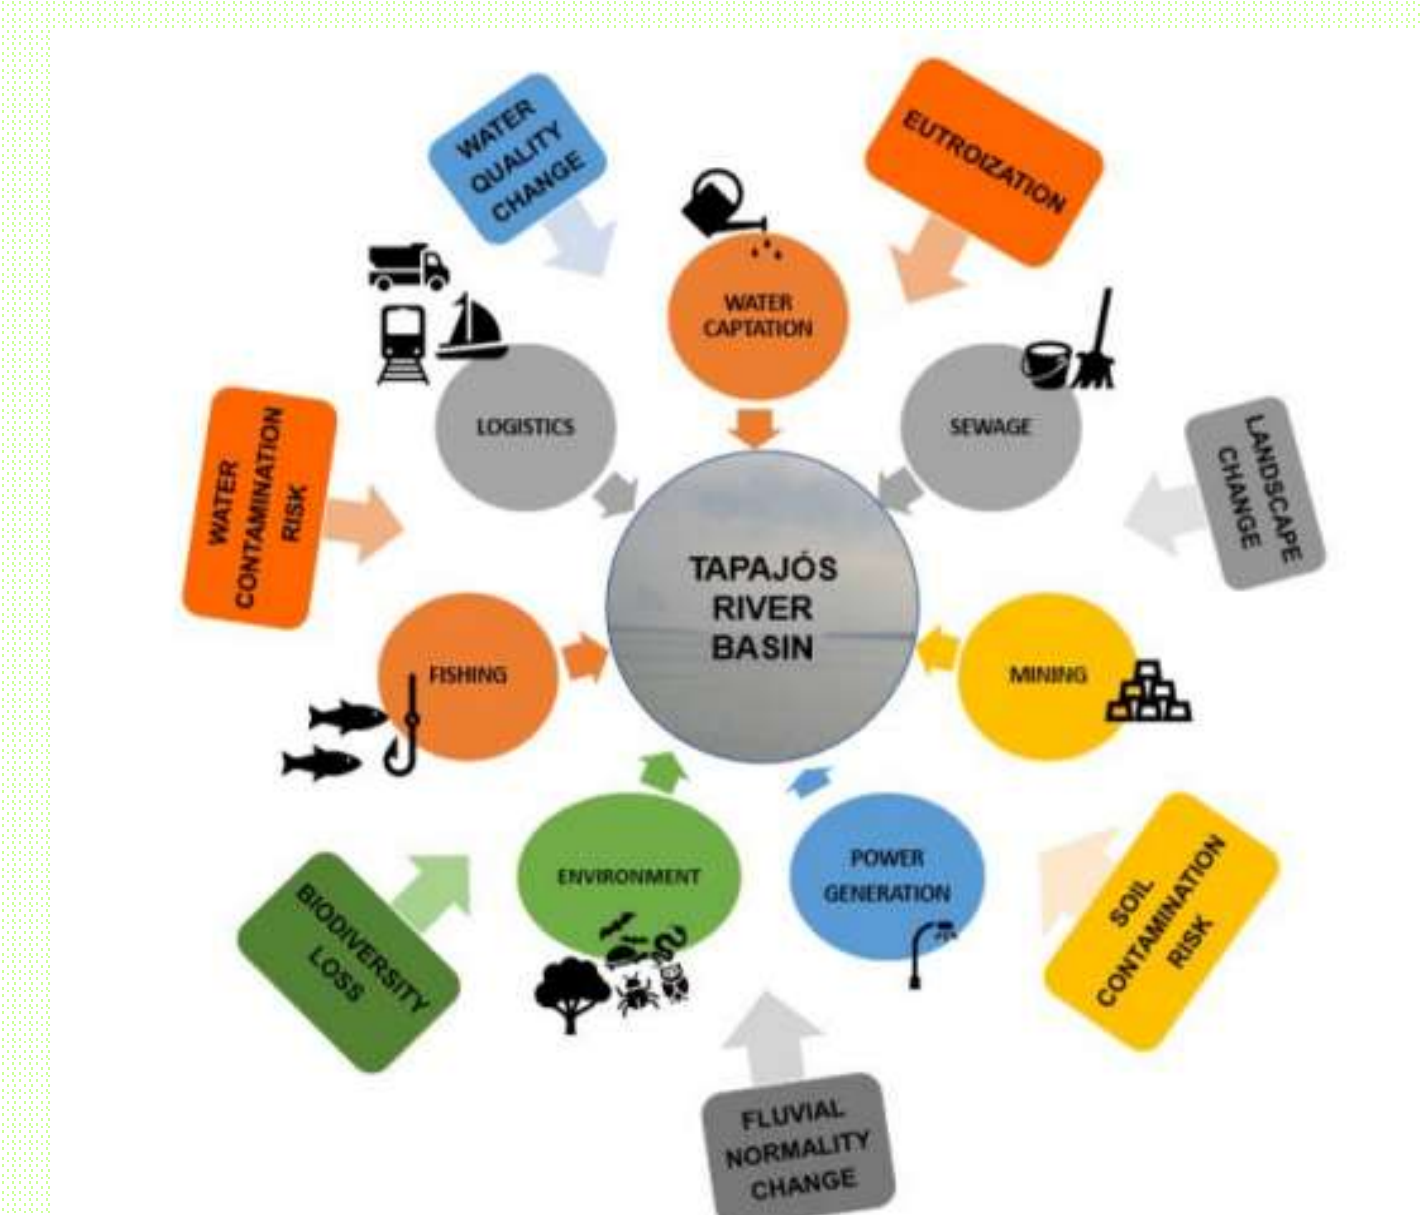 WATER
QUALITY
CHANGE
EUTROIZATION
WATER
CAPTATION
LOGISTICS
SEWAGE
WATER
CONTAMINATION
RISK
LANDSCAPE
CHANGE
TAPAJÓS
RIVER
BASIN
FISHING
MINING
ENVIRONMENT
POWER
GENERATION
BIODIVERSITY
LOSS
SOIL
CONTAMINATION
RISK
FLUVIAL
NORMALITY
CHANGE